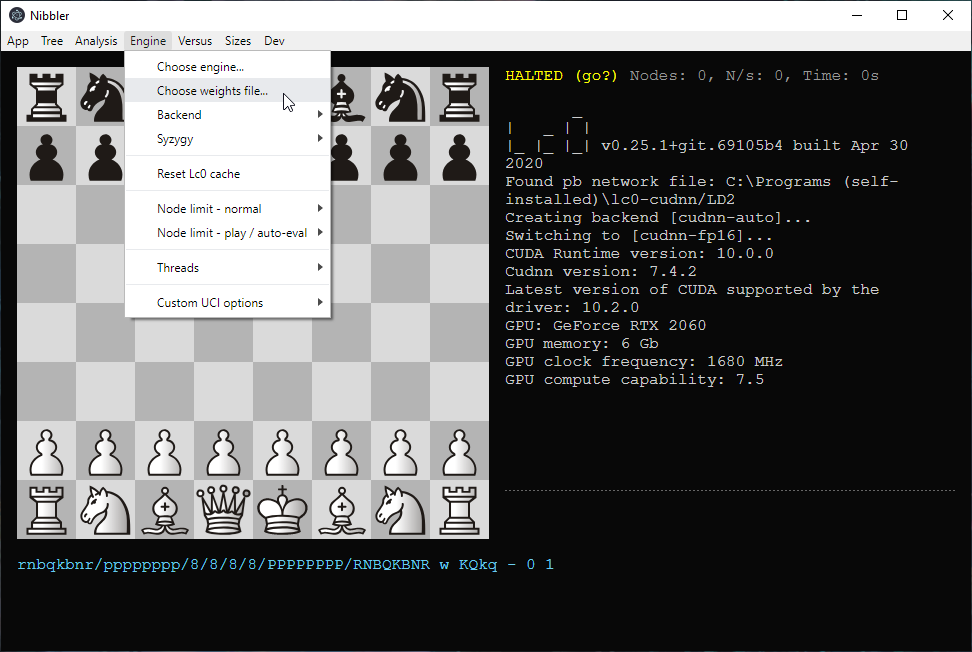 Nibbler
App Tree Analysis Engine Versus Sizes Dev
Choose engine...
Choose weights file...
Backend
Syzygy
Reset Lc0 cache
Node limit - normal
Node limit - play / auto-eval
Threads
Custom UCI options
HALTED (go?) Nodes: 0, N/s: 0, Time: 0s
       _
|   _ | |
|_ |_ |_| v0.25.1+git.69105b4 built Apr 30
2020
Found pb network file: C:\Programs (self-
installed)\lc0-cudnn/LD2
Creating backend [cudnn-auto]...
Switching to [cudnn-fp16]...
CUDA Runtime version: 10.0.0
Cudnn version: 7.4.2
Latest version of CUDA supported by the
driver: 10.2.0
GPU: GeForce RTX 2060
GPU memory: 6 Gb
GPU clock frequency: 1680 MHz
GPU compute capability: 7.5
rnbqkbnr/pppppppp/8/8/8/8/PPPPPPPP/RNBQKBNR w KQkq - 0 1